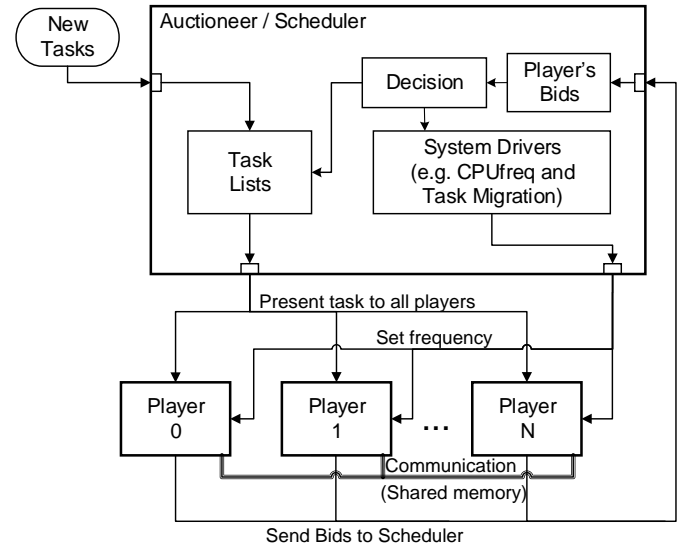 New
Tasks
Auctioneer / Scheduler
Decision
Player's
Bids
Task
Lists
System Drivers
(e.g. CPUfreq and
Task Migration)
Present task to all players
Set frequency
Player
0
Player
1
...
Player
N
Communication
(Shared memory)
Send Bids to Scheduler